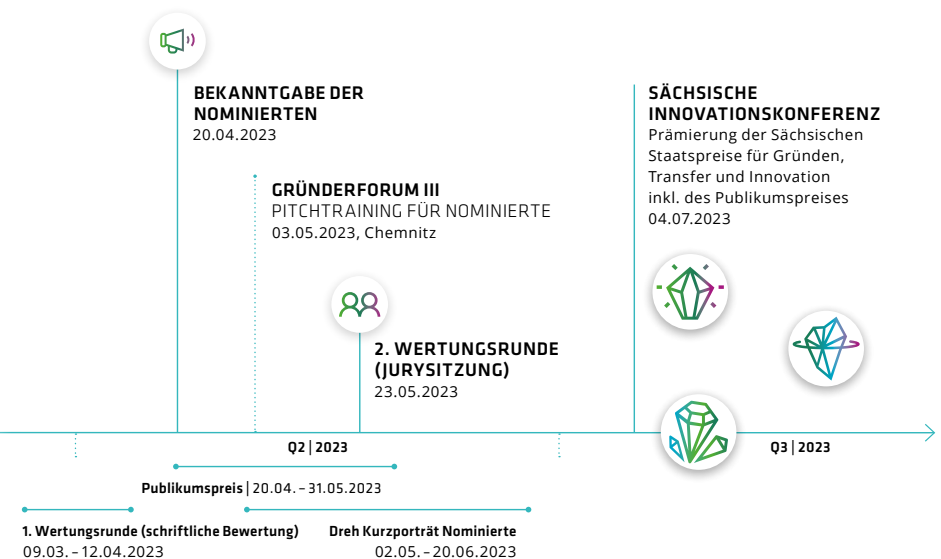 BEKANNTGABE DER
NOMINIERTEN
20.04.2023
GRÜNDERFORUM III
PITCHTRAINING FÜR NOMINIERTE
03.05.2023, Chemnitz
2. WERTUNGSRUNDE
(JURYSITZUNG)
23.05.2023
SÄCHSISCHE
INNOVATIONSKONFERENZ
Prämierung der Sächsischen
Staatspreise für Gründen,
Transfer und Innovation
inkl. des Publikumspreises
04.07.2023
Q2 | 2023
Q3 | 2023
Publikumspreis | 20.04. – 31.05.2023
1. Wertungsrunde (schriftliche Bewertung)
09.03. – 12.04.2023
Dreh Kurzporträt Nominierte
02.05. – 20.06.2023